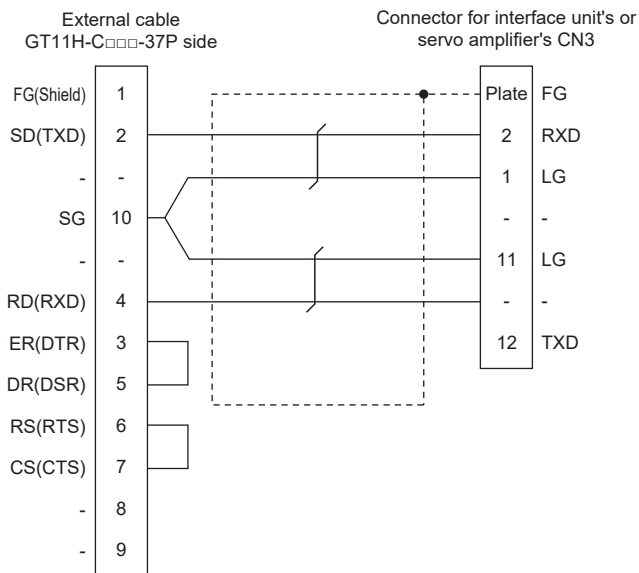 External cable
GT11H-C□□□-37P side
Connector for interface unit's or
servo amplifier's CN3
FG(Shield) 1 Plate FG
SD(TXD) 2 2 RXD
- - 1 LG
SG 10 - -
- - 11 LG
RD(RXD) 4 - -
ER(DTR) 3 12 TXD
DR(DSR) 5
RS(RTS) 6
CS(CTS) 7
- 8
- 9